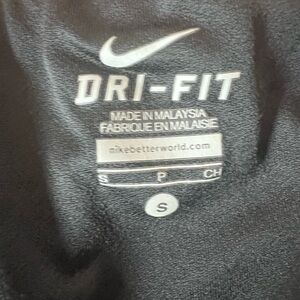 DRI-FIT
MADE IN MALAYSIA
FABRIQUE EN MALAISIE
nikebetterworld.com
S P CH
S